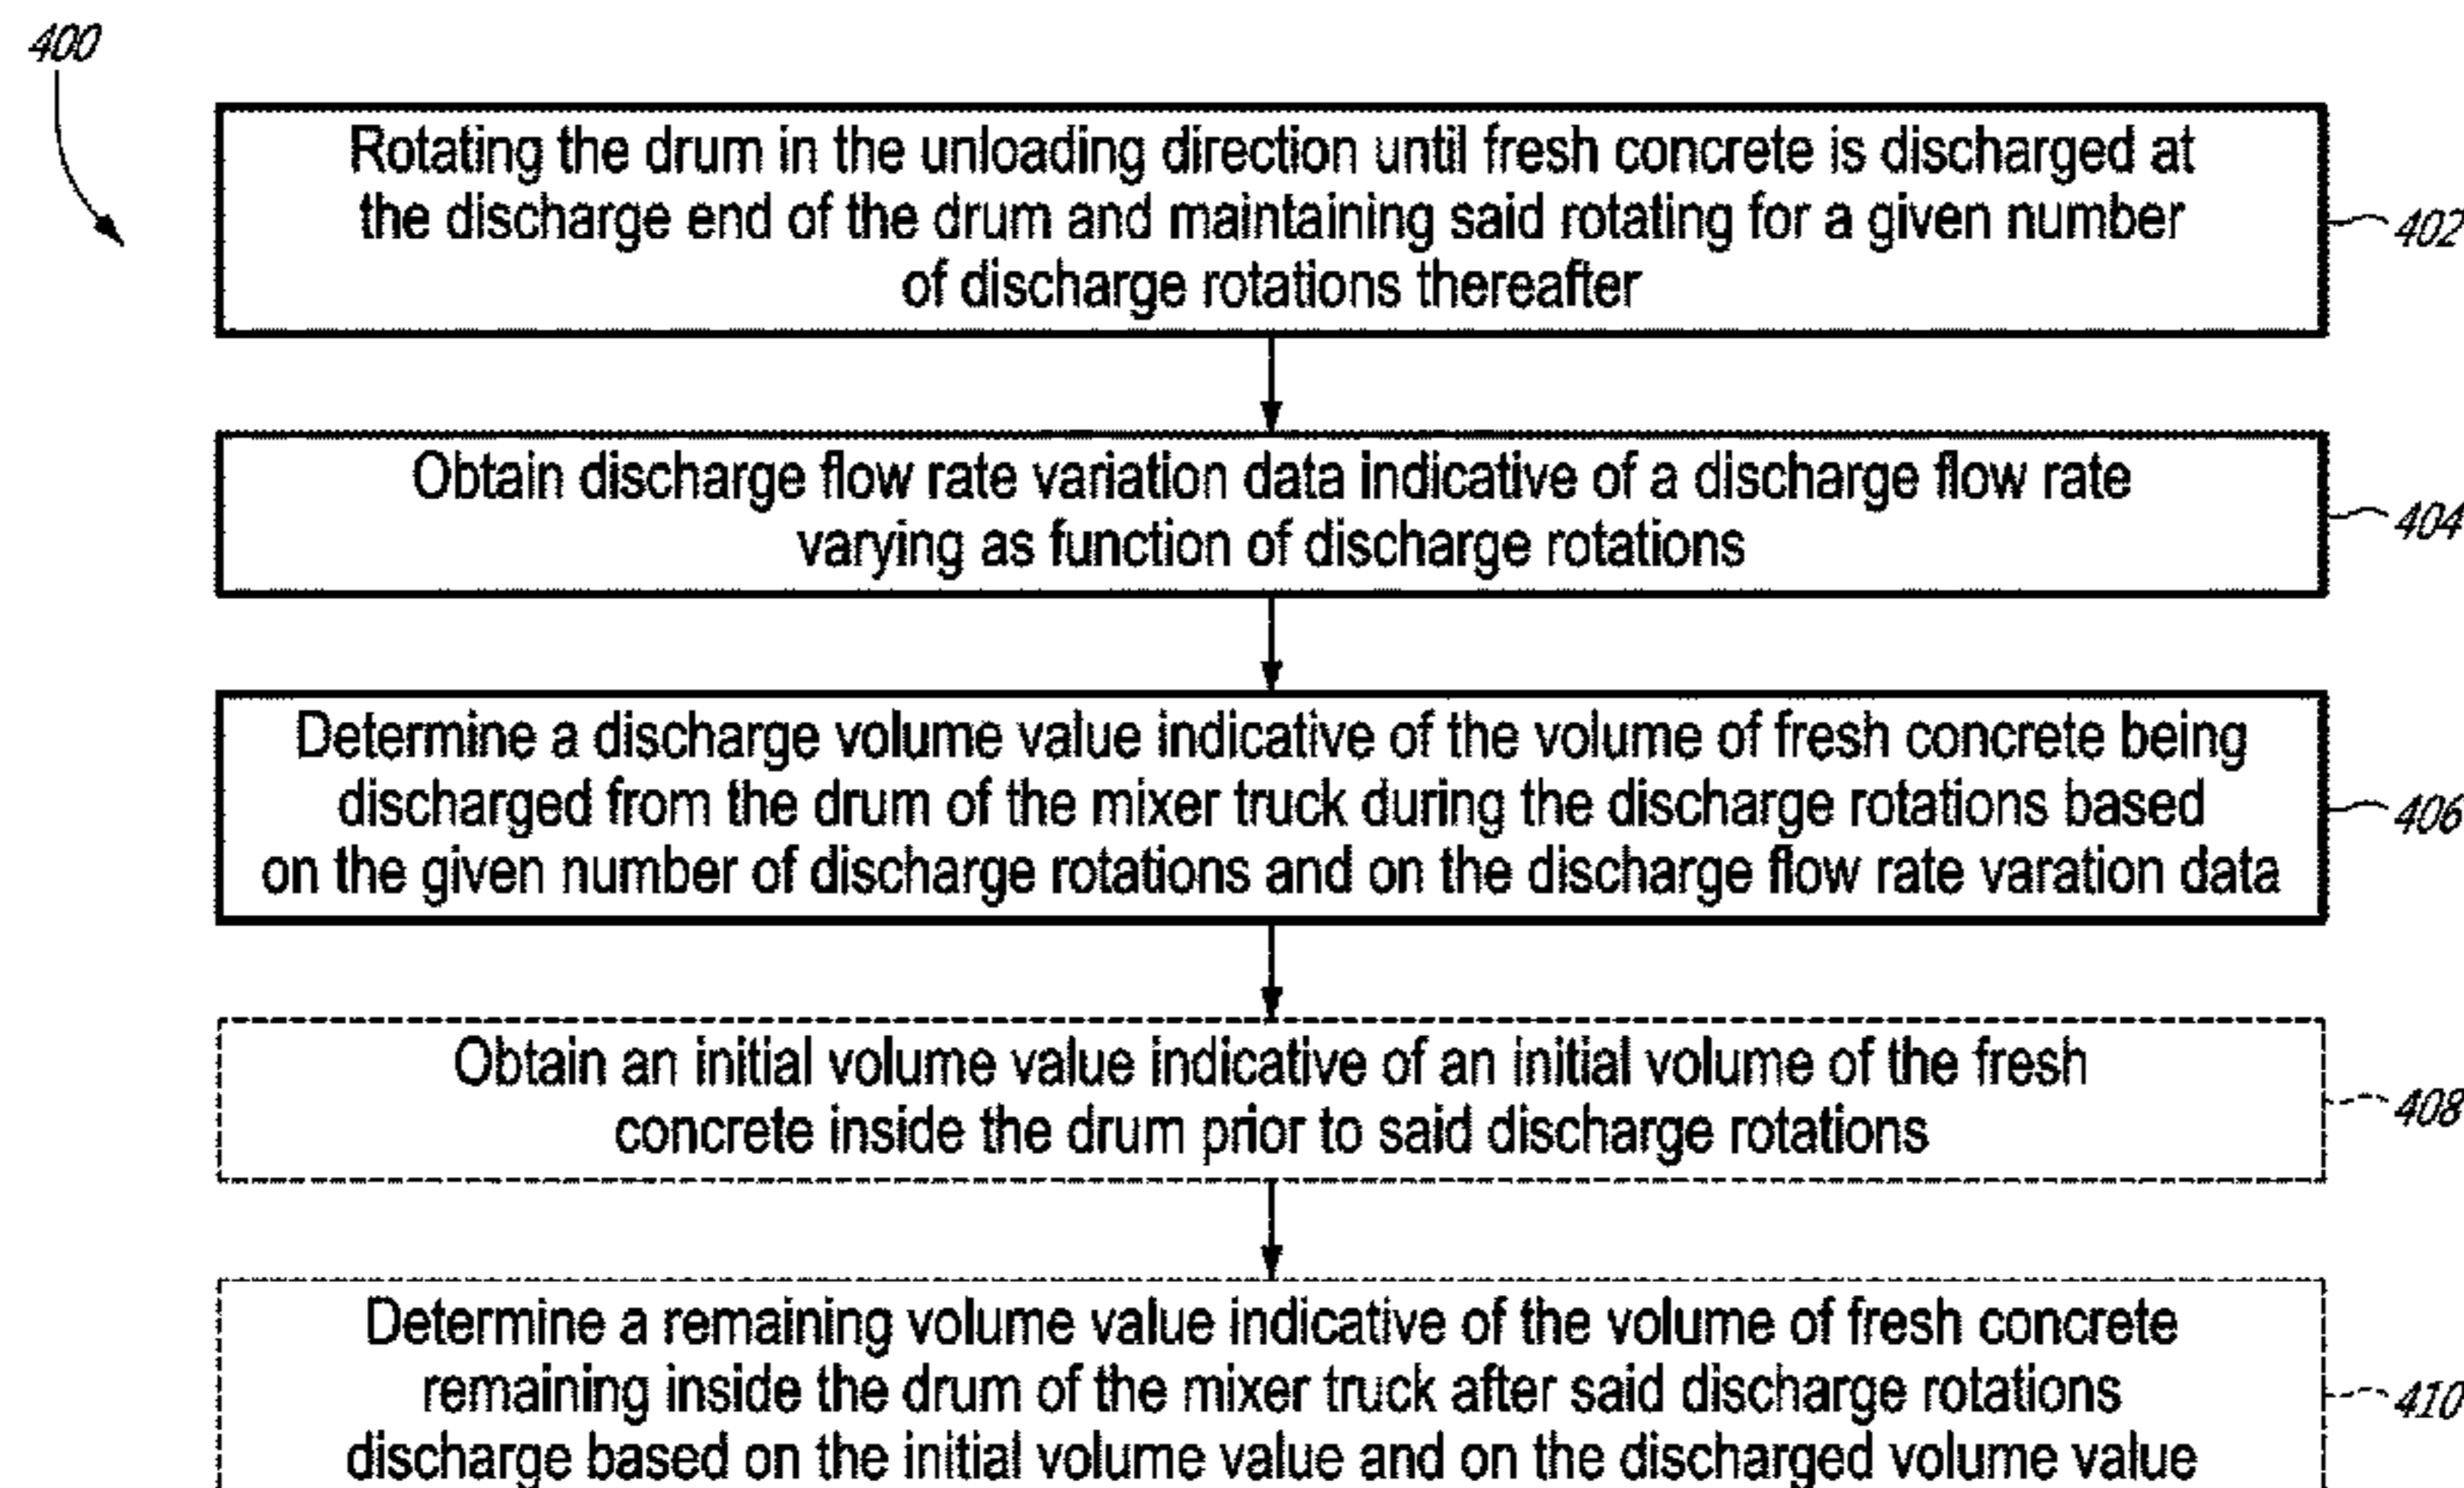 400
Rotating the drum in the unloading direction until fresh concrete is discharged at
the discharge end of the drum and maintaining said rotating for a given number
of discharge rotations thereafter
402
Obtain discharge flow rate variation data indicative of a discharge flow rate
varying as function of discharge rotations
404
Determine a discharge volume value indicative of the volume of fresh concrete being
discharged from the drum of the mixer truck during the discharge rotations based
on the given number of discharge rotations and on the discharge flow rate varation data
406
Obtain an initial volume value indicative of an initial volume of the fresh
concrete inside the drum prior to said discharge rotations
408
Determine a remaining volume value indicative of the volume of fresh concrete
remaining inside the drum of the mixer truck after said discharge rotations
discharge based on the initial volume value and on the discharged volume value
410